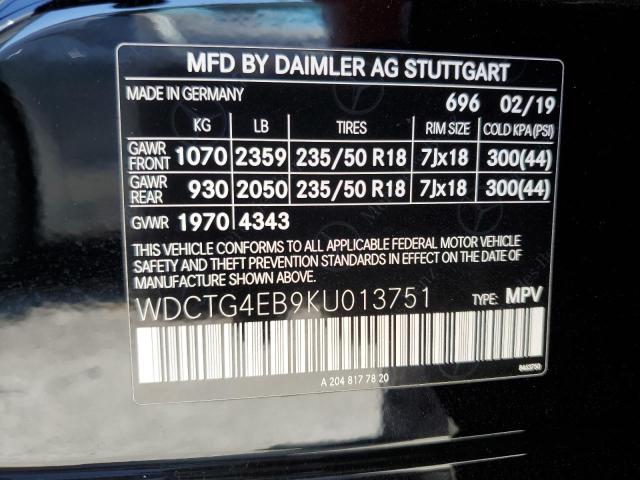 MFD BY DAIMLER AG STUTTGART
MADE IN GERMANY 696 02/19
KG LB TIRES RIM SIZE COLD KPA(PSI)
GAWR FRONT 1070 2359 235/50 R18 7Jx18 300(44)
GAWR REAR 930 2050 235/50 R18 7Jx18 300(44)
GVWR 1970 4343
THIS VEHICLE CONFORMS TO ALL APPLICABLE FEDERAL MOTOR VEHICLE
SAFETY AND THEFT PREVENTION STANDARDS IN EFFECT ON THE DATE OF
MANUFACTURE SHOWN ABOVE.
WDCTG4EB9KU013751 TYPE: MPV
A 204 817 78 20